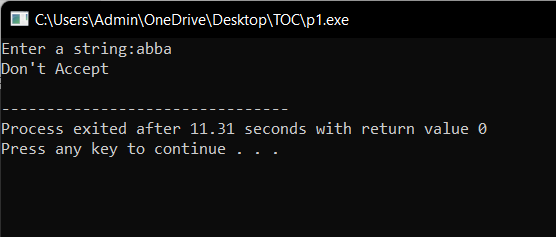 C:\Users\Admin\OneDrive\Desktop\TOC\p1.exe
Enter a string:abba
Don't Accept
--------------------------------
Process exited after 11.31 seconds with return value 0
Press any key to continue . . .